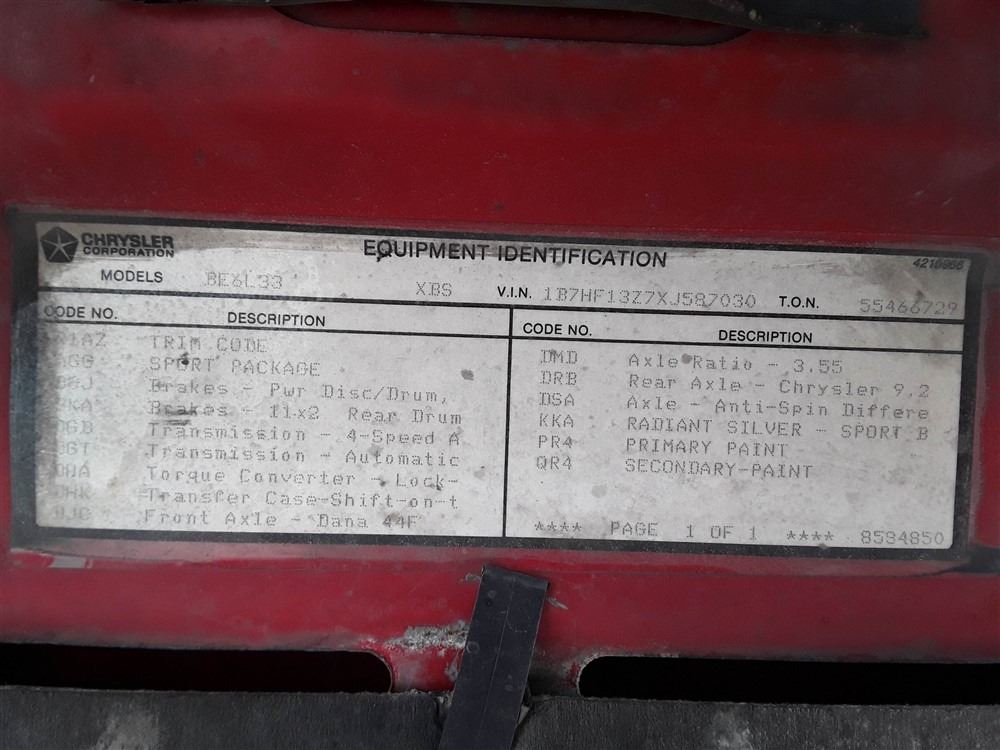 CHRYSLER
CORPORATION
EQUIPMENT IDENTIFICATION
MODELS BE6L33 XBS V.I.N. 1B7HF13Z7XJ587030 T.O.N. 55466729
CODE NO. DESCRIPTION
TRIM CODE
AGG SPORT PACKAGE
Brakes - Pwr Disc/Drum,
Brakes - 11x2 Rear Drum
Transmission - 4-Speed A
Transmission - Automatic
Torque Converter - Lock-
DHK Transfer Case-Shift-on-t
Front Axle - Dana 44F
CODE NO. DESCRIPTION
DMD Axle Ratio - 3.55
DRB Rear Axle - Chrysler 9.2
DSA Axle - Anti-Spin Differe
KKA RADIANT SILVER - SPORT B
PR4 PRIMARY PAINT
QR4 SECONDARY-PAINT
**** PAGE 1 OF 1 **** 8594850